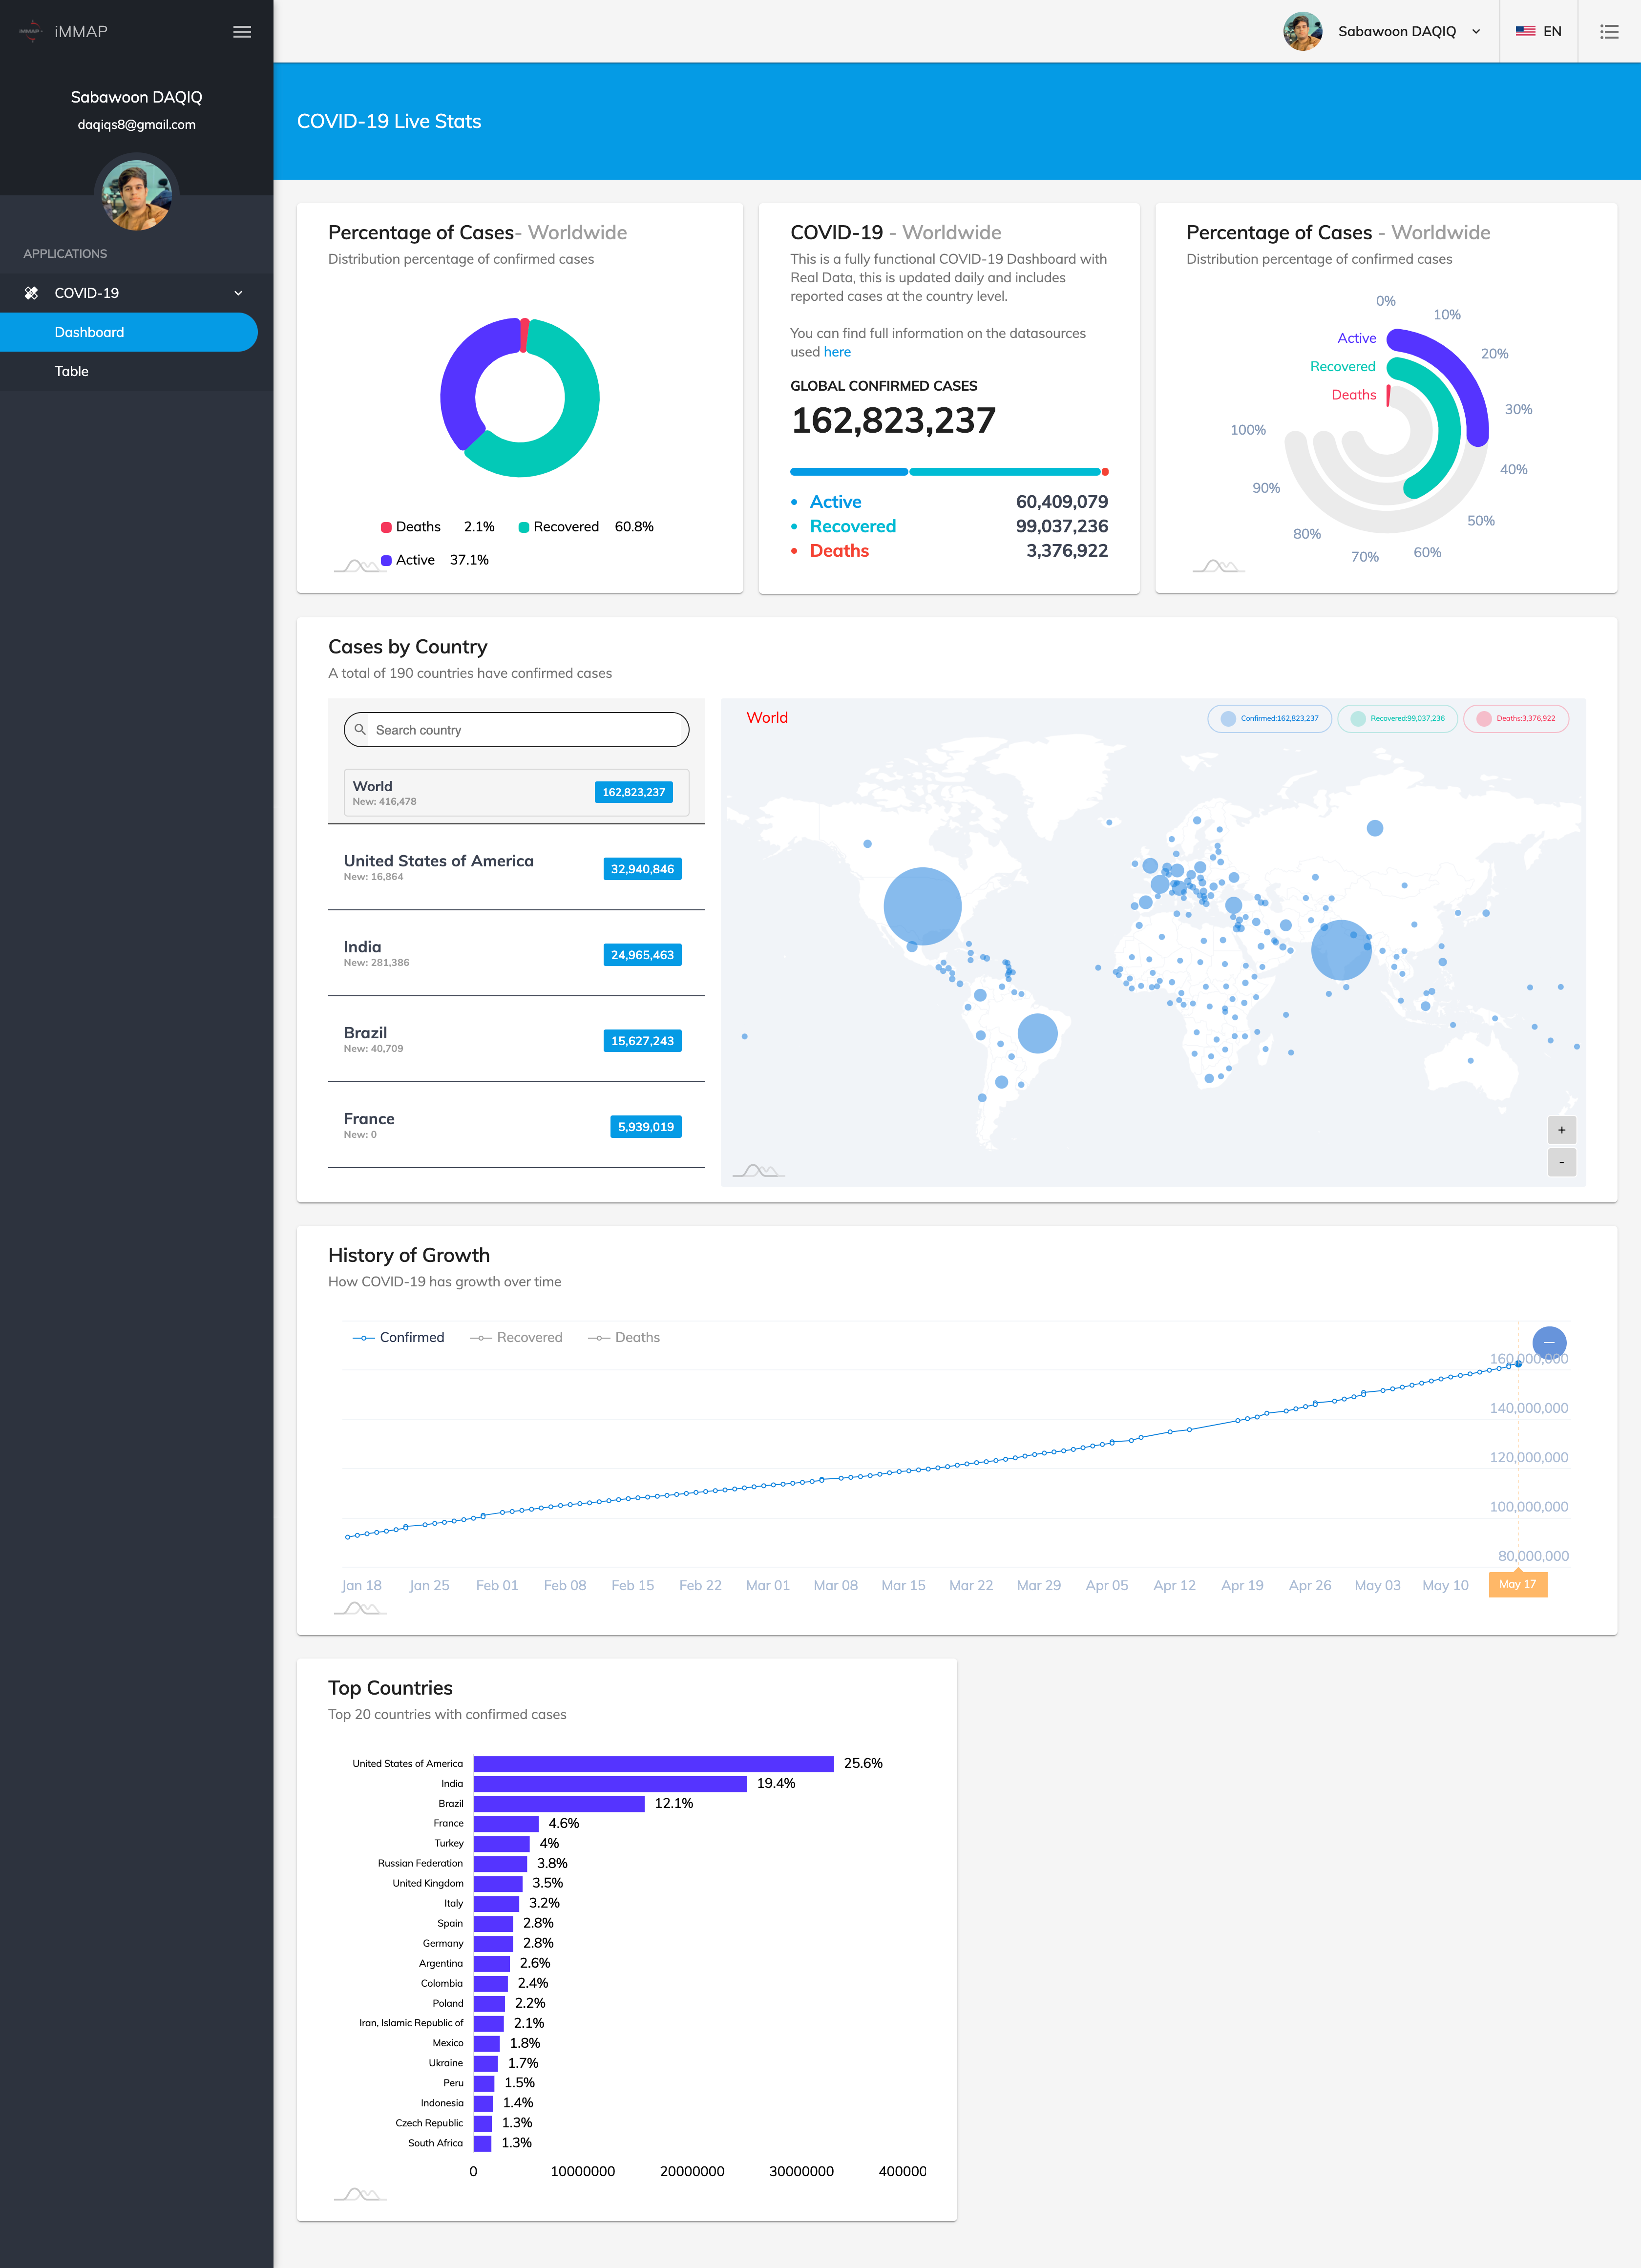 iMMAP
Sabawoon DAQIQ
EN
Sabawoon DAQIQ
daqiqs8@gmail.com
APPLICATIONS
COVID-19
Dashboard
Table
COVID-19 Live Stats
Percentage of Cases- Worldwide
Distribution percentage of confirmed cases
Deaths 2.1% Recovered 60.8%
Active 37.1%
COVID-19 - Worldwide
This is a fully functional COVID-19 Dashboard with
Real Data, this is updated daily and includes
reported cases at the country level.
You can find full information on the datasources
used here
GLOBAL CONFIRMED CASES
162,823,237
Active 60,409,079
Recovered 99,037,236
Deaths 3,376,922
Percentage of Cases - Worldwide
Distribution percentage of confirmed cases
Active
Recovered
Deaths
0%
10%
20%
30%
40%
50%
60%
70%
80%
90%
100%
Cases by Country
A total of 190 countries have confirmed cases
Search country
World
New: 416,478
162,823,237
United States of America
New: 16,864
32,940,846
India
New: 281,386
24,965,463
Brazil
New: 40,709
15,627,243
France
New: 0
5,939,019
World
Confirmed:162,823,237
Recovered:99,037,236
Deaths:3,376,922
+
-
History of Growth
How COVID-19 has growth over time
Confirmed Recovered Deaths
160,000,000
140,000,000
120,000,000
100,000,000
80,000,000
Jan 18 Jan 25 Feb 01 Feb 08 Feb 15 Feb 22 Mar 01 Mar 08 Mar 15 Mar 22 Mar 29 Apr 05 Apr 12 Apr 19 Apr 26 May 03 May 10 May 17
Top Countries
Top 20 countries with confirmed cases
United States of America 25.6%
India 19.4%
Brazil 12.1%
France 4.6%
Turkey 4%
Russian Federation 3.8%
United Kingdom 3.5%
Italy 3.2%
Spain 2.8%
Germany 2.8%
Argentina 2.6%
Colombia 2.4%
Poland 2.2%
Iran, Islamic Republic of 2.1%
Mexico 1.8%
Ukraine 1.7%
Peru 1.5%
Indonesia 1.4%
Czech Republic 1.3%
South Africa 1.3%
0 10000000 20000000 30000000 400000